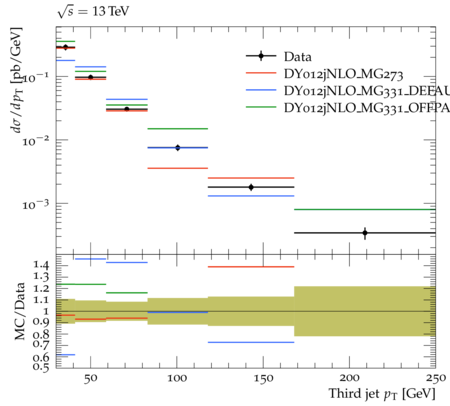 √s = 13 TeV
dσ/dpT [pb/GeV]
10−1
10−2
10−3
Data
DY012jNLO_MG273
DY012jNLO_MG331_DEFAU
DY012jNLO_MG331_OFFPA
MC/Data
1.4
1.3
1.2
1.1
1
0.9
0.8
0.7
0.6
0.5
50 100 150 200 250
Third jet pT [GeV]